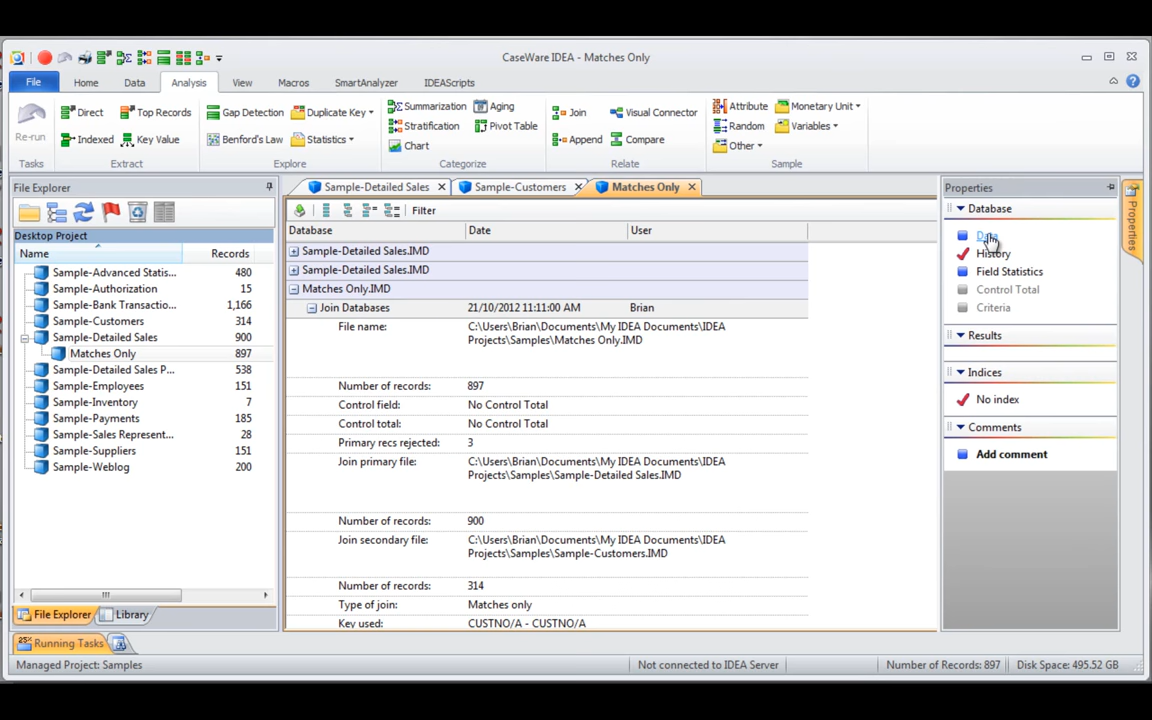 CaseWare IDEA - Matches Only
File Home Data Analysis View Macros SmartAnalyzer IDEAScripts
Re-run
Direct Top Records
Indexed Key Value
Gap Detection Duplicate Key
Benford's Law Statistics
Summarization Aging
Stratification Pivot Table
Chart
Join Visual Connector
Append Compare
Attribute Monetary Unit
Random Variables
Other
Tasks Extract Explore Categorize Relate Sample
File Explorer
Desktop Project
Name Records
Sample-Advanced Statis... 480
Sample-Authorization 15
Sample-Bank Transactio... 1,166
Sample-Customers 314
Sample-Detailed Sales 900
Matches Only 897
Sample-Detailed Sales P... 538
Sample-Employees 151
Sample-Inventory 7
Sample-Payments 185
Sample-Sales Represent... 28
Sample-Suppliers 151
Sample-Weblog 200
File Explorer Library
Sample-Detailed Sales Sample-Customers Matches Only
Filter
Database Date User
Sample-Detailed Sales.IMD
Sample-Detailed Sales.IMD
Matches Only.IMD
Join Databases 21/10/2012 11:11:00 AM Brian
File name: C:\Users\Brian\Documents\My IDEA Documents\IDEA
Projects\Samples\Matches Only.IMD
Number of records: 897
Control field: No Control Total
Control total: No Control Total
Primary recs rejected: 3
Join primary file: C:\Users\Brian\Documents\My IDEA Documents\IDEA
Projects\Samples\Sample-Detailed Sales.IMD
Number of records: 900
Join secondary file: C:\Users\Brian\Documents\My IDEA Documents\IDEA
Projects\Samples\Sample-Customers.IMD
Number of records: 314
Type of join: Matches only
Key used: CUSTNO/A - CUSTNO/A
Properties
Database
Data
History
Field Statistics
Control Total
Criteria
Results
Indices
No index
Comments
Add comment
Properties
Running Tasks
Managed Project: Samples Not connected to IDEA Server Number of Records: 897 Disk Space: 495.52 GB